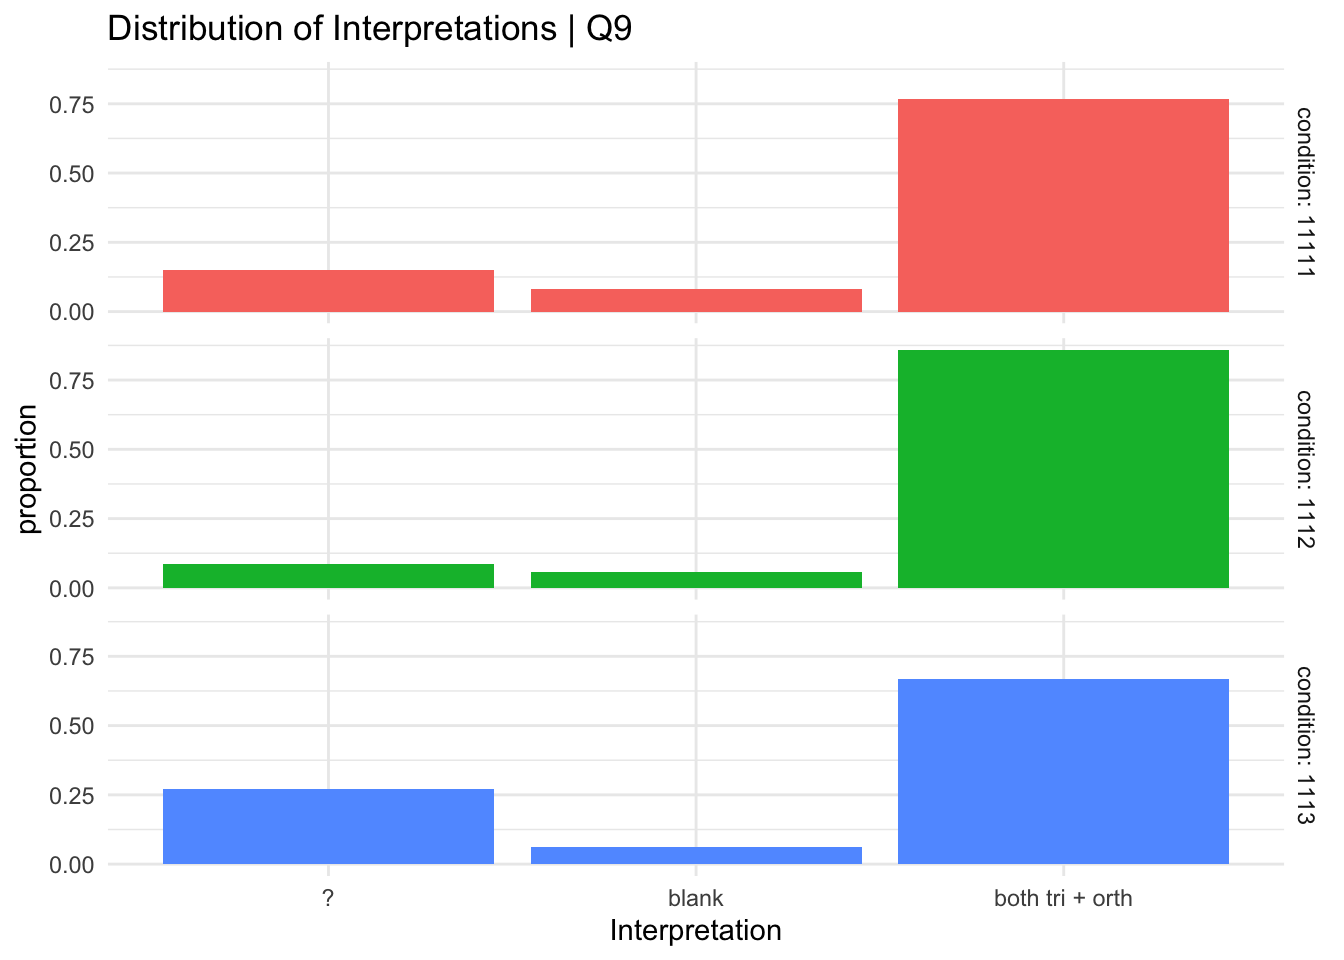 Distribution of Interpretations | Q9
proportion
0.75
0.50
0.25
0.00
condition: 11111
0.75
0.50
0.25
0.00
condition: 1112
0.75
0.50
0.25
0.00
condition: 1113
?
blank
both tri + orth
Interpretation